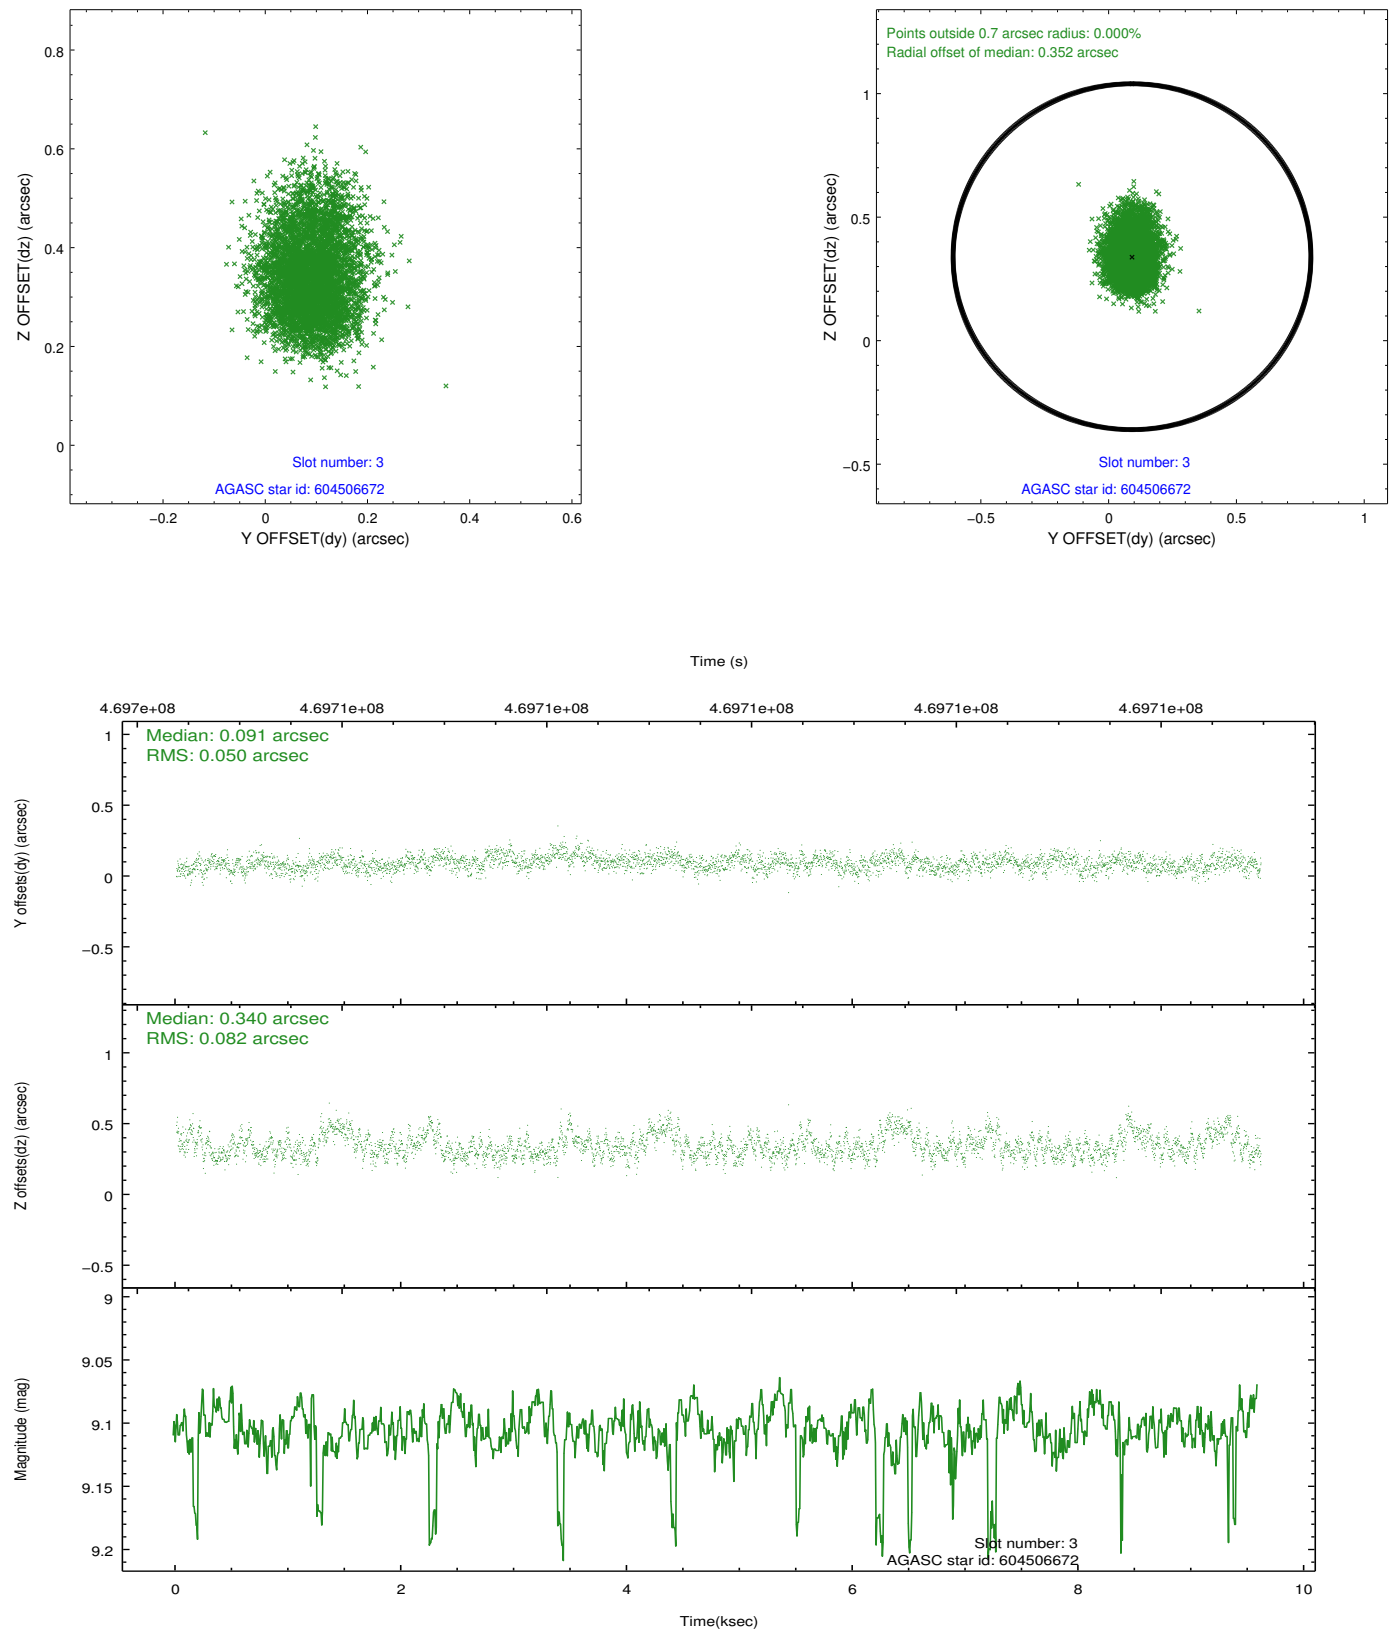 0.8
0.6
0.4
0.2
0
Z OFFSET(dz) (arcsec)
Slot number: 3
AGASC star id: 604506672
−0.2 0 0.2 0.4 0.6
Y OFFSET(dy) (arcsec)
Points outside 0.7 arcsec radius: 0.000%
Radial offset of median: 0.352 arcsec
1
0.5
0
−0.5
Z OFFSET(dz) (arcsec)
Slot number: 3
AGASC star id: 604506672
−0.5 0 0.5 1
Y OFFSET(dy) (arcsec)
Time (s)
4.697e+08 4.6971e+08 4.6971e+08 4.6971e+08 4.6971e+08 4.6971e+08
Median: 0.091 arcsec
RMS: 0.050 arcsec
1
0.5
0
−0.5
Y offsets(dy) (arcsec)
Median: 0.340 arcsec
RMS: 0.082 arcsec
1
0.5
0
−0.5
Z offsets(dz) (arcsec)
9
9.05
9.1
9.15
9.2
Magnitude (mag)
Slot number: 3
AGASC star id: 604506672
0 2 4 6 8 10
Time(ksec)